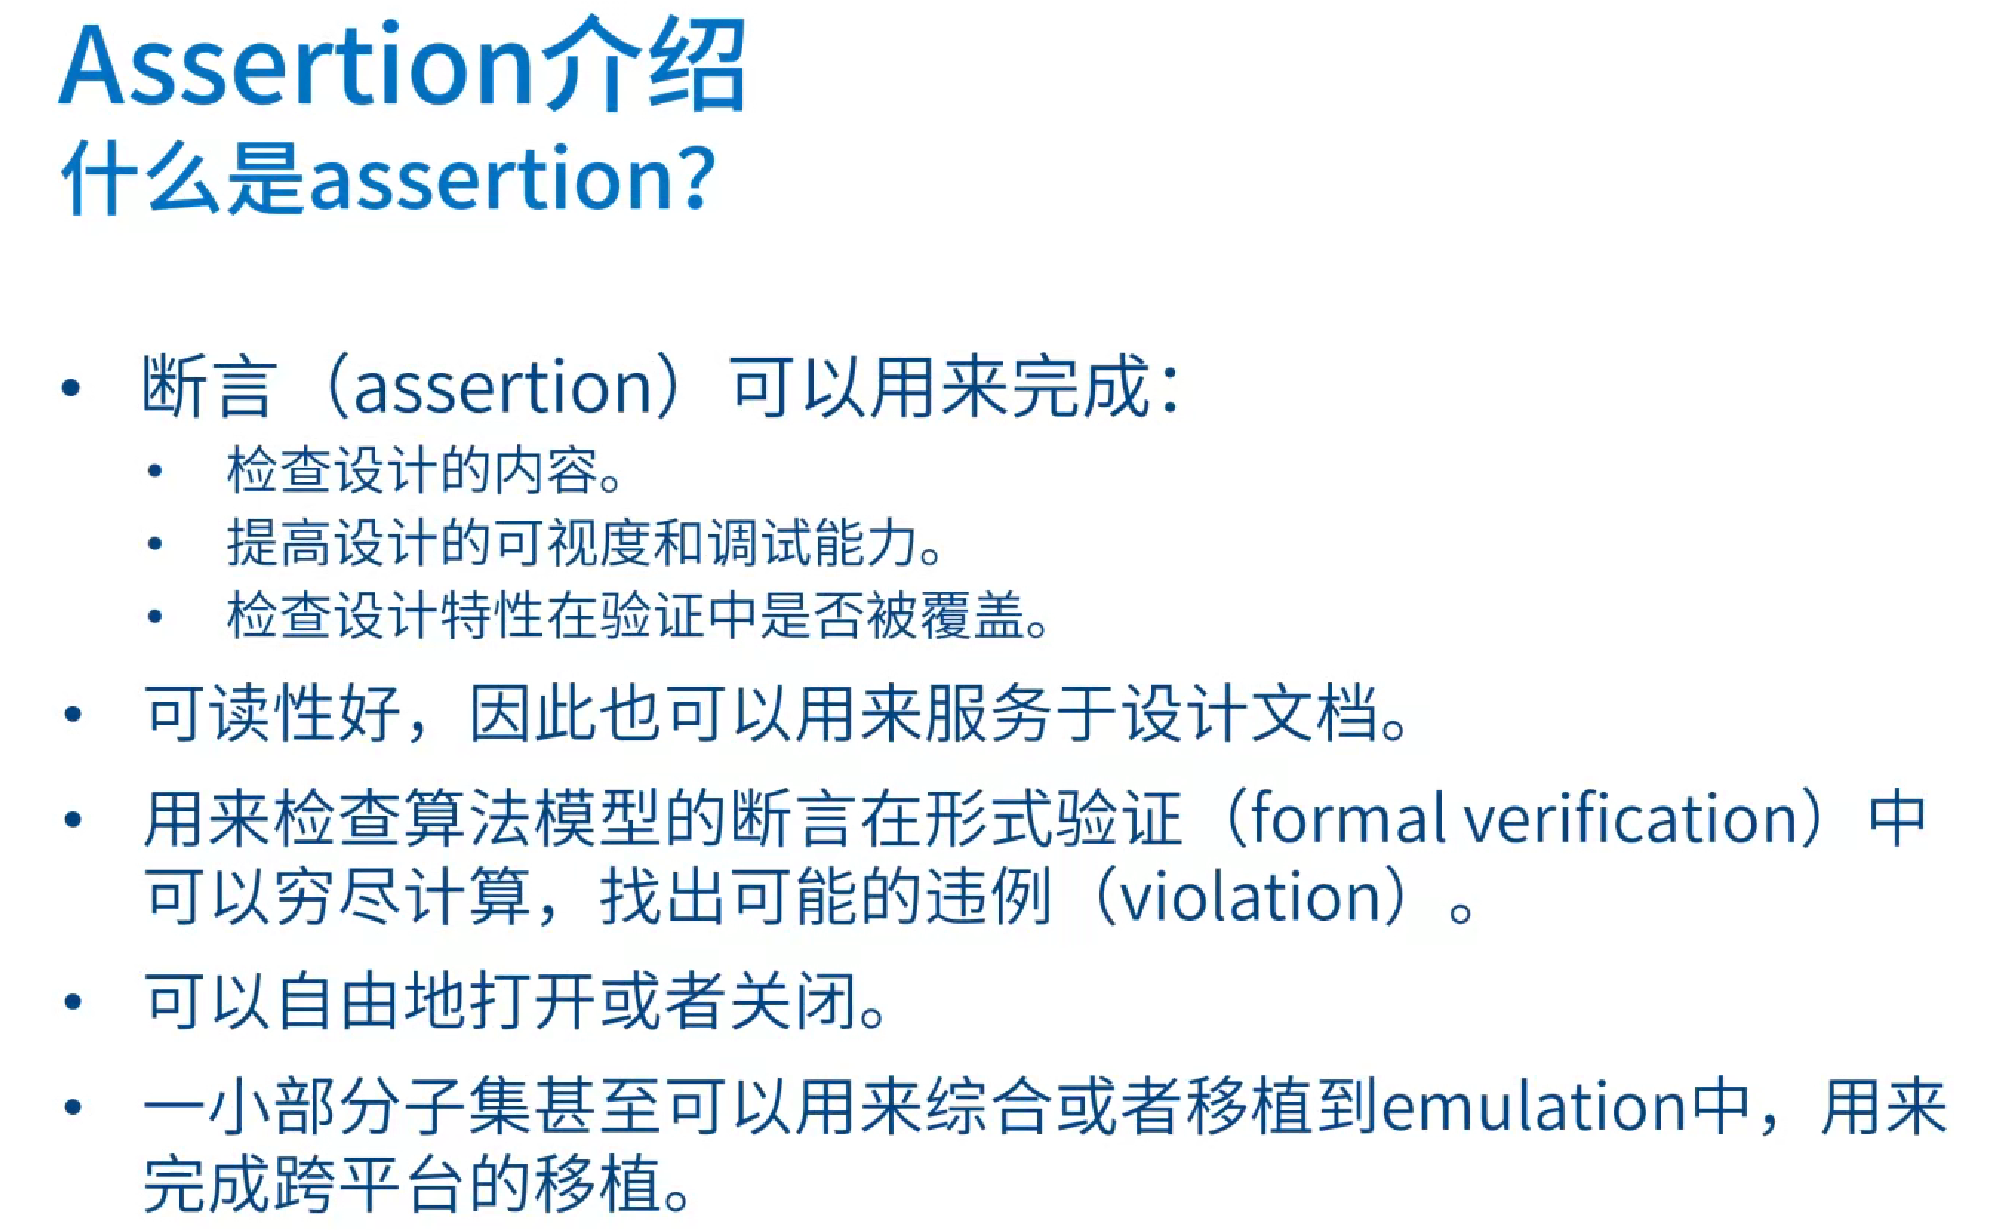 Assertion介绍
什么是assertion？
• 断言（assertion）可以用来完成：
• 检查设计的内容。
• 提高设计的可视度和调试能力。
• 检查设计特性在验证中是否被覆盖。
• 可读性好，因此也可以用来服务于设计文档。
• 用来检查算法模型的断言在形式验证（formal verification）中
可以穷尽计算，找出可能的违例（violation）。
• 可以自由地打开或者关闭。
• 一小部分子集甚至可以用来综合或者移植到emulation中，用来
完成跨平台的移植。